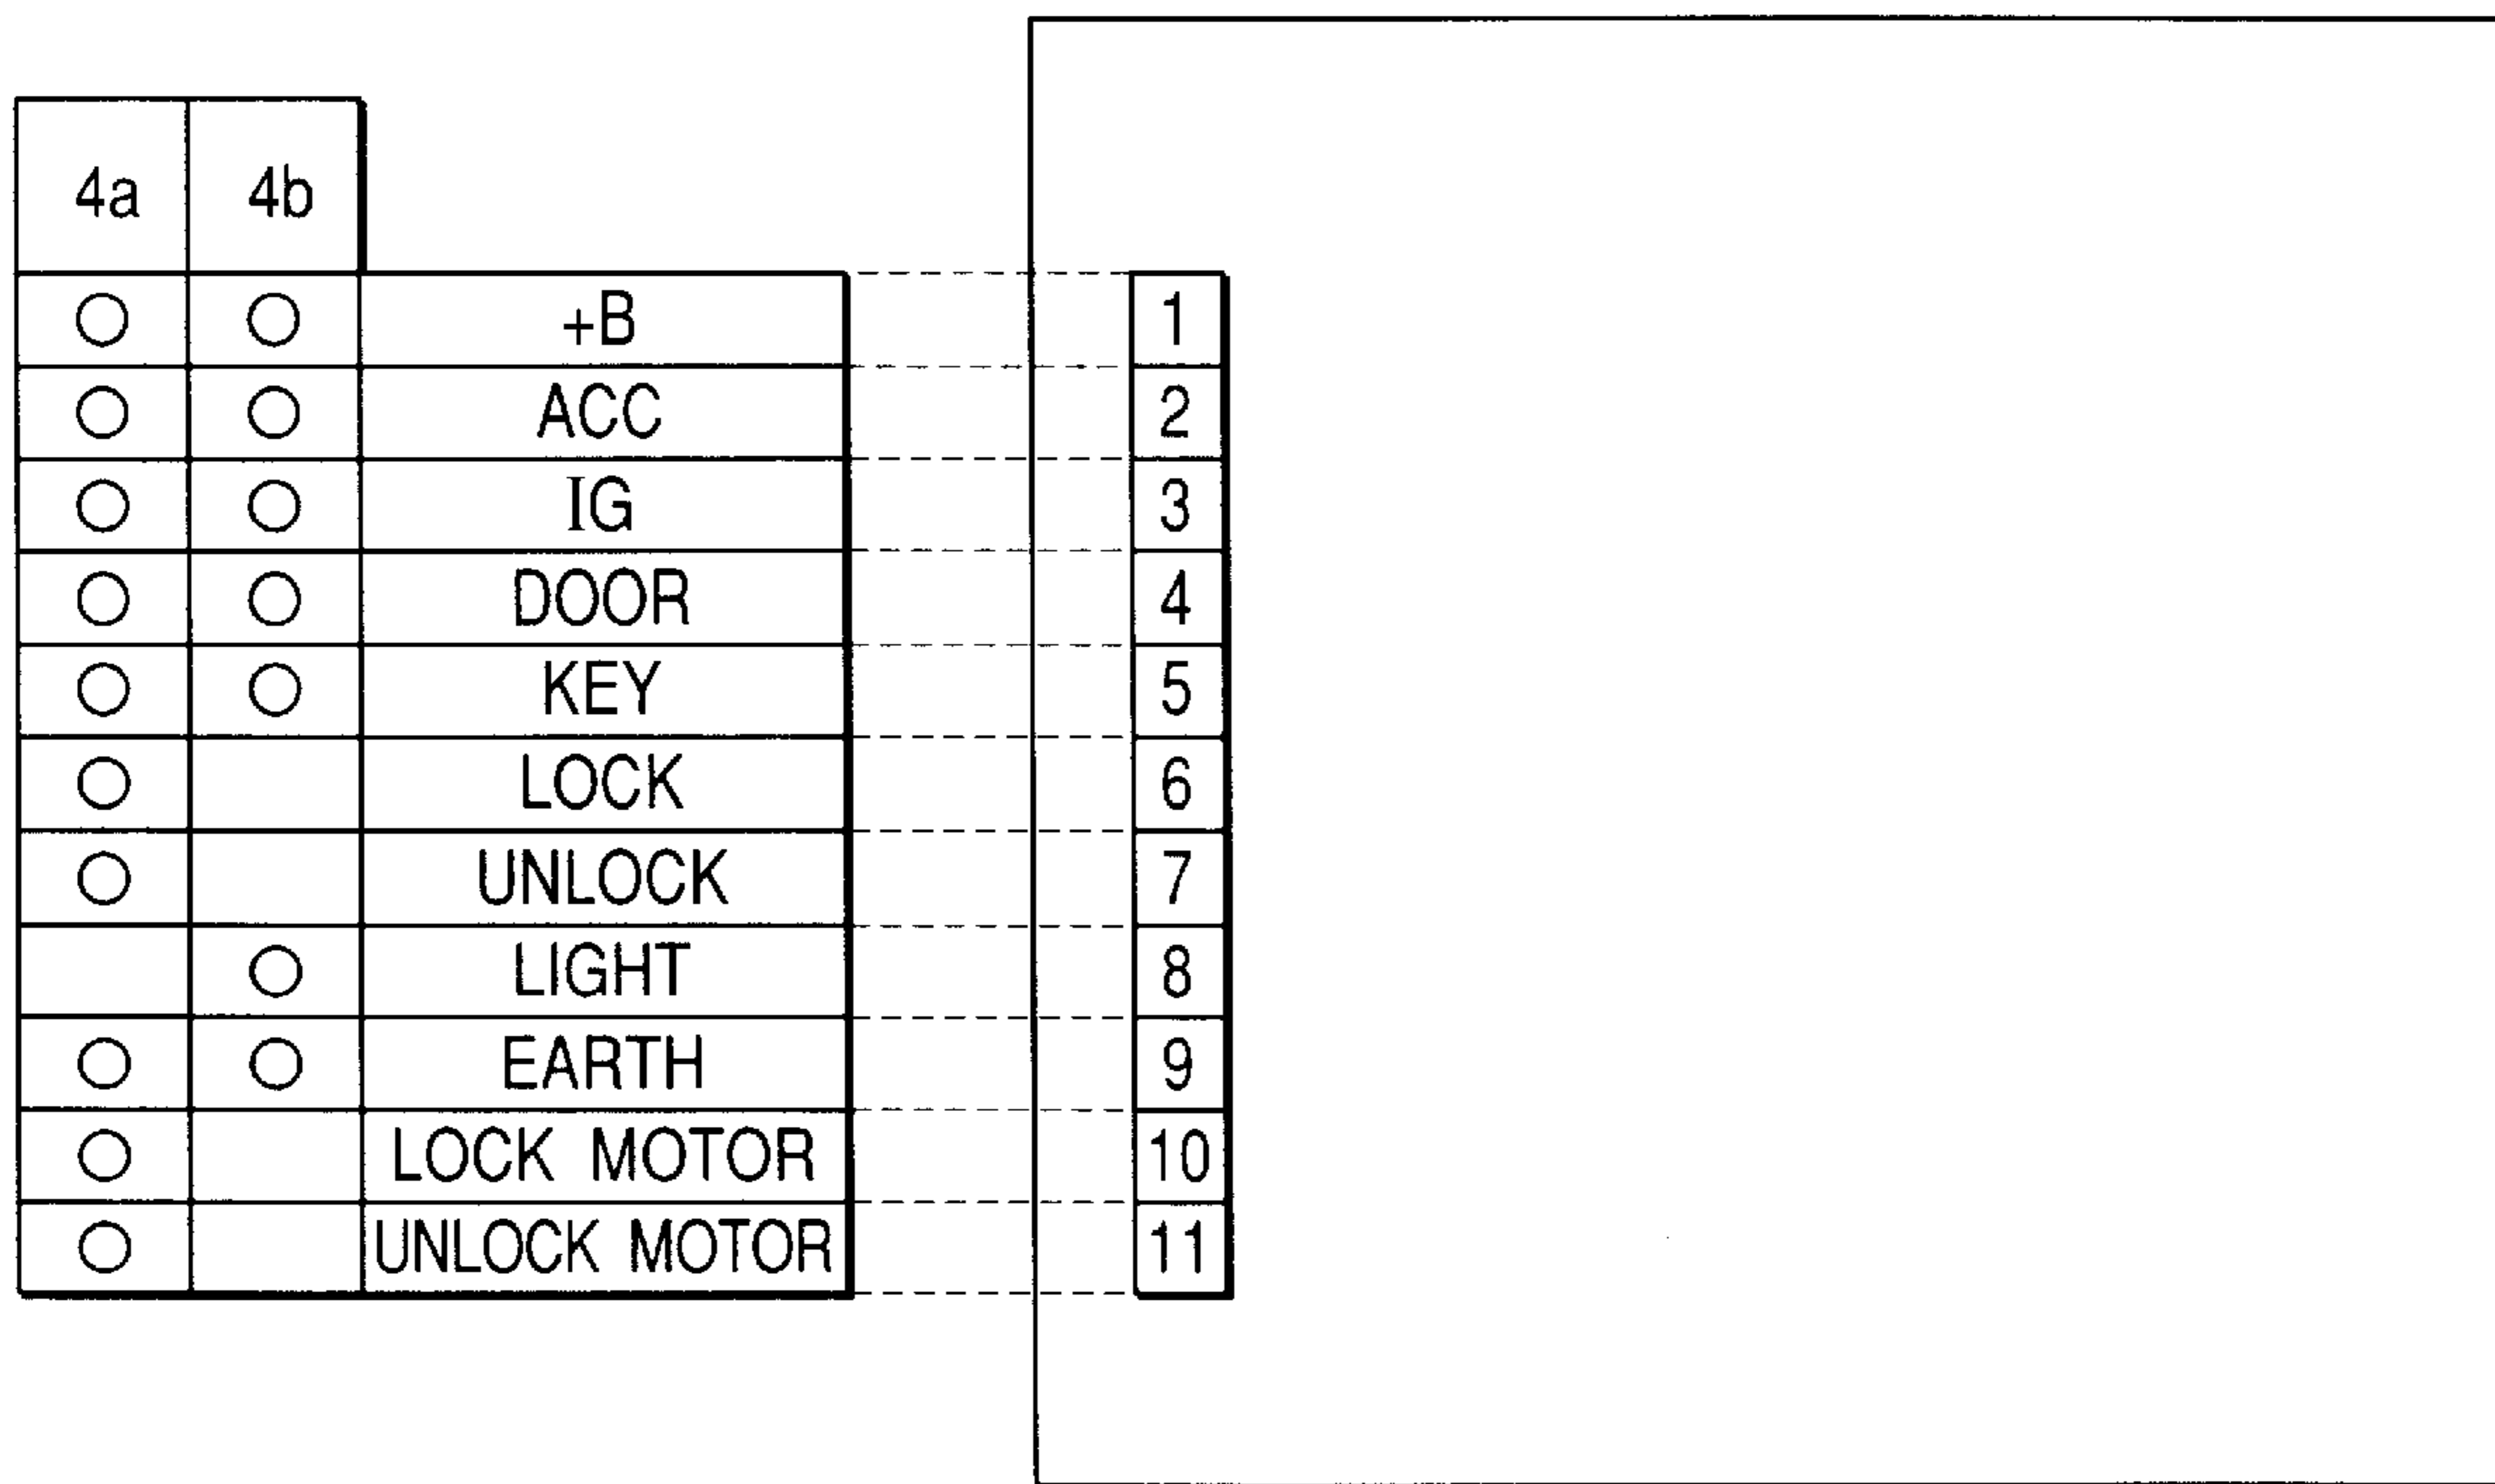 4a 4b
○ ○ +B 1
○ ○ ACC 2
○ ○ IG 3
○ ○ DOOR 4
○ ○ KEY 5
○ LOCK 6
○ UNLOCK 7
○ LIGHT 8
○ ○ EARTH 9
○ LOCK MOTOR 10
○ UNLOCK MOTOR 11